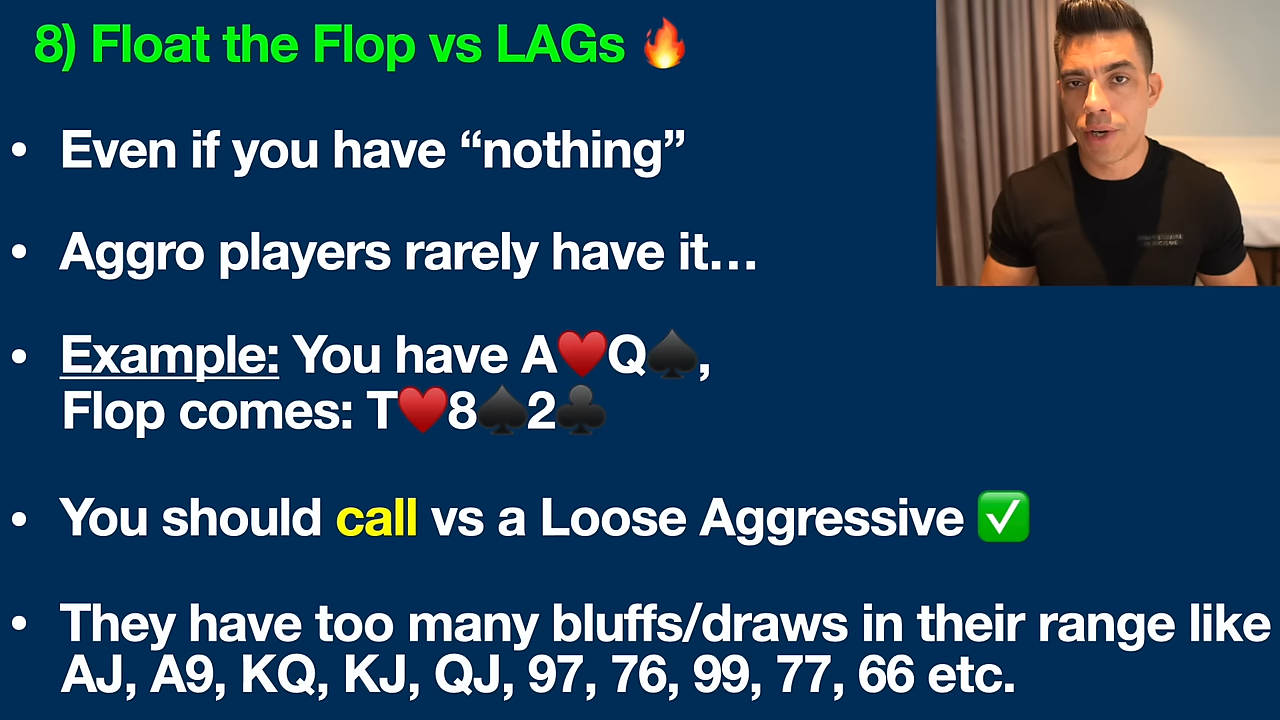 8) Float the Flop vs LAGs 🔥
• Even if you have “nothing”
• Aggro players rarely have it…
• Example: You have A♥Q♠,
Flop comes: T♥8♠2♣
• You should call vs a Loose Aggressive ✅
• They have too many bluffs/draws in their range like
AJ, A9, KQ, KJ, QJ, 97, 76, 99, 77, 66 etc.